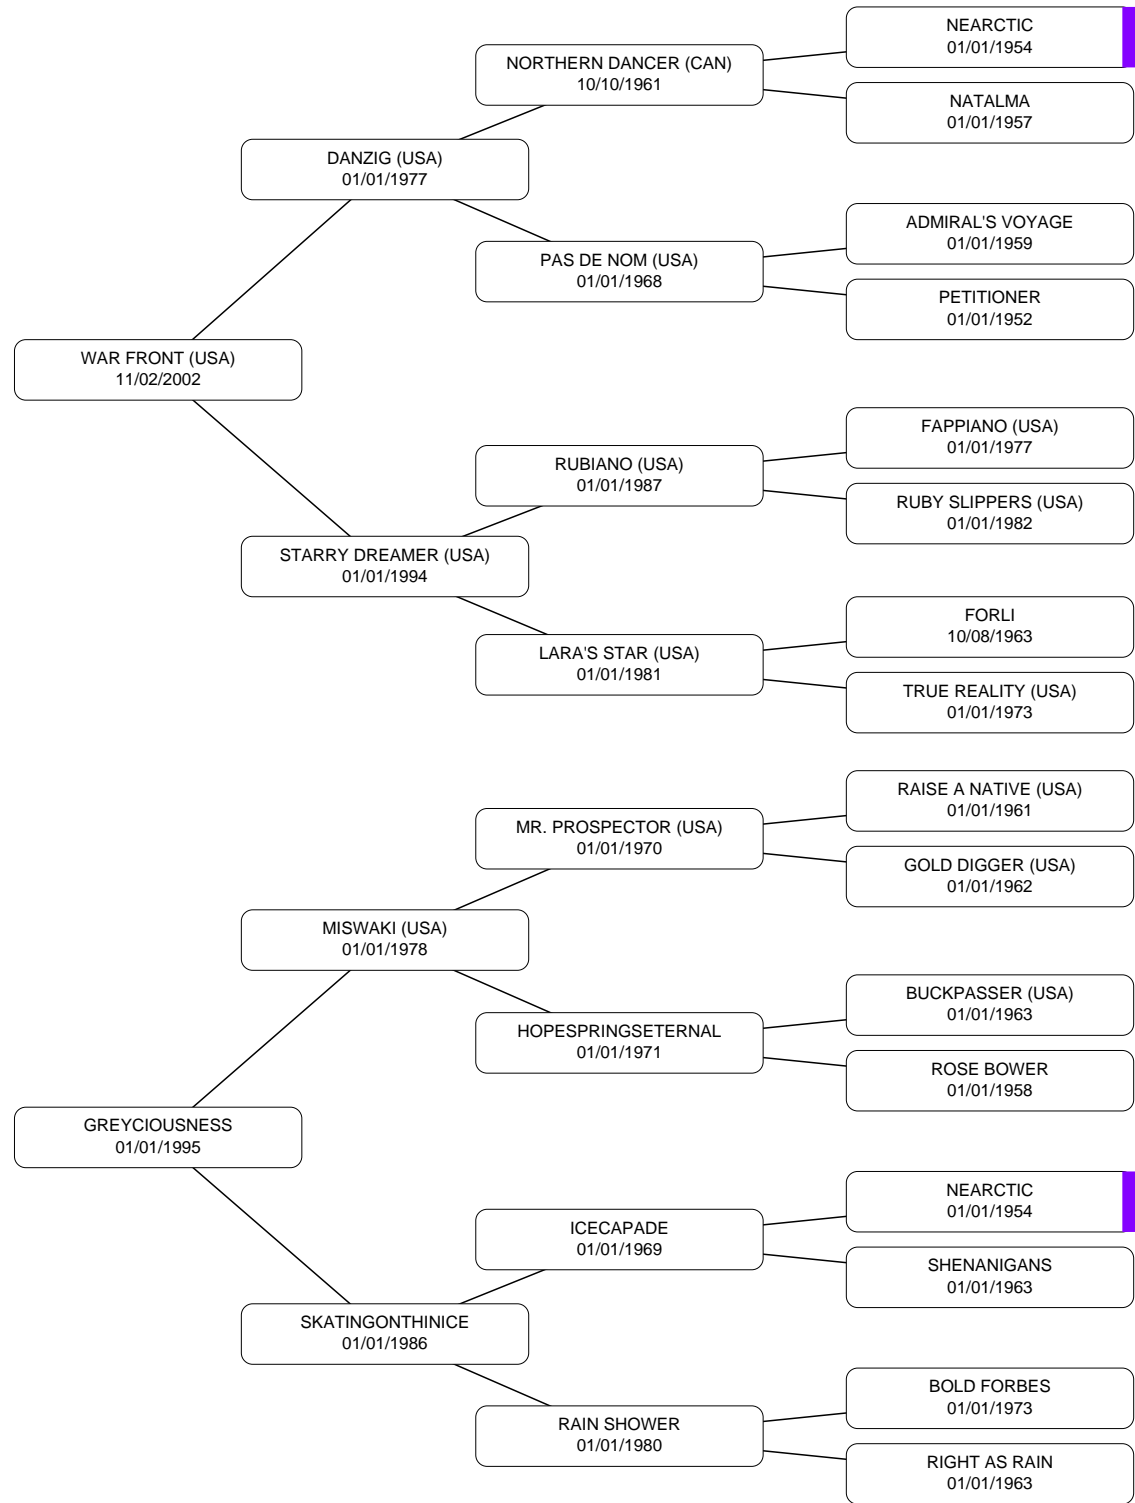 NEARCTIC
01/01/1954
NORTHERN DANCER (CAN)
10/10/1961
NATALMA
01/01/1957
DANZIG (USA)
01/01/1977
ADMIRAL'S VOYAGE
01/01/1959
PAS DE NOM (USA)
01/01/1968
PETITIONER
01/01/1952
WAR FRONT (USA)
11/02/2002
FAPPIANO (USA)
01/01/1977
RUBIANO (USA)
01/01/1987
RUBY SLIPPERS (USA)
01/01/1982
STARRY DREAMER (USA)
01/01/1994
FORLI
10/08/1963
LARA'S STAR (USA)
01/01/1981
TRUE REALITY (USA)
01/01/1973
RAISE A NATIVE (USA)
01/01/1961
MR. PROSPECTOR (USA)
01/01/1970
GOLD DIGGER (USA)
01/01/1962
MISWAKI (USA)
01/01/1978
BUCKPASSER (USA)
01/01/1963
HOPESPRINGSETERNAL
01/01/1971
ROSE BOWER
01/01/1958
GREYCIOUSNESS
01/01/1995
NEARCTIC
01/01/1954
ICECAPADE
01/01/1969
SHENANIGANS
01/01/1963
SKATINGONTHINICE
01/01/1986
BOLD FORBES
01/01/1973
RAIN SHOWER
01/01/1980
RIGHT AS RAIN
01/01/1963